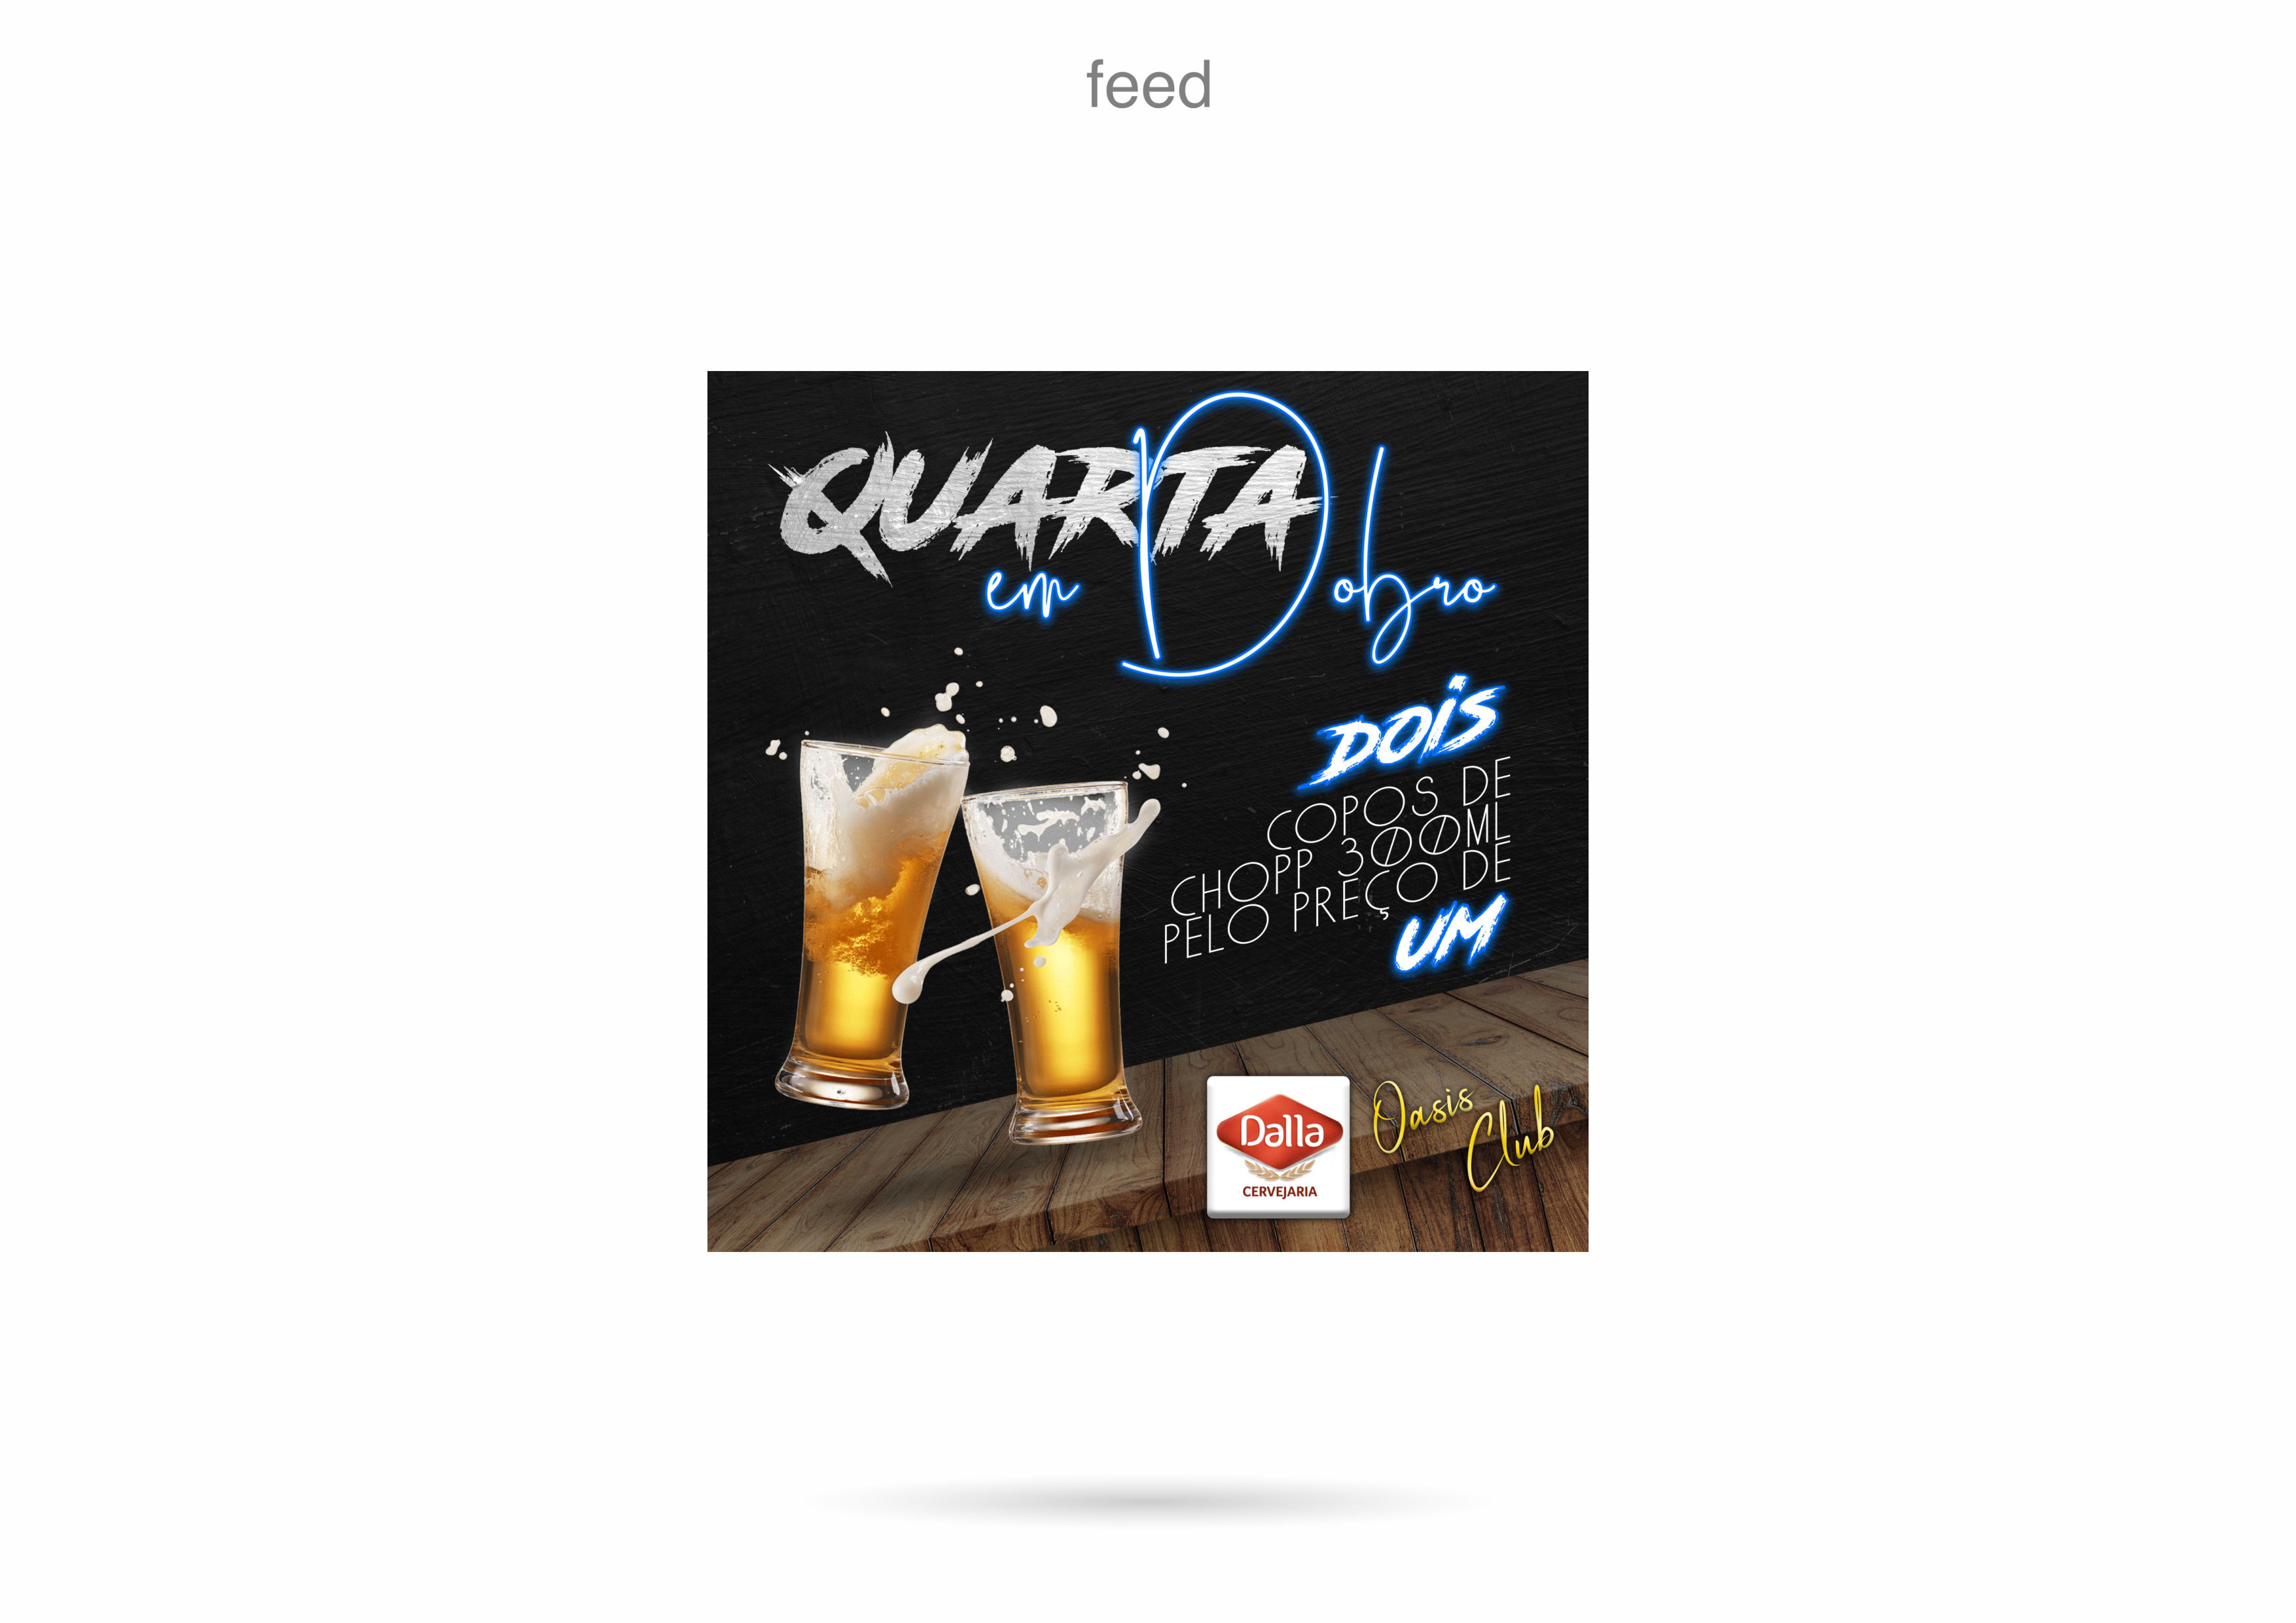 feed
QUARTA
em Dobro
DOIS
COPOS DE
CHOPP 300ML
PELO PREÇO DE
UM
Dalla
CERVEJARIA
Oasis
Club